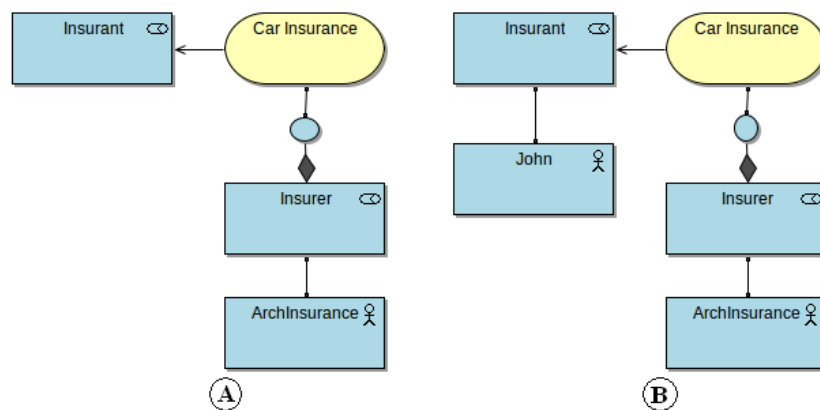 Insurant
Car Insurance
Insurer
ArchInsurance
A
Insurant
Car Insurance
John
Insurer
ArchInsurance
B